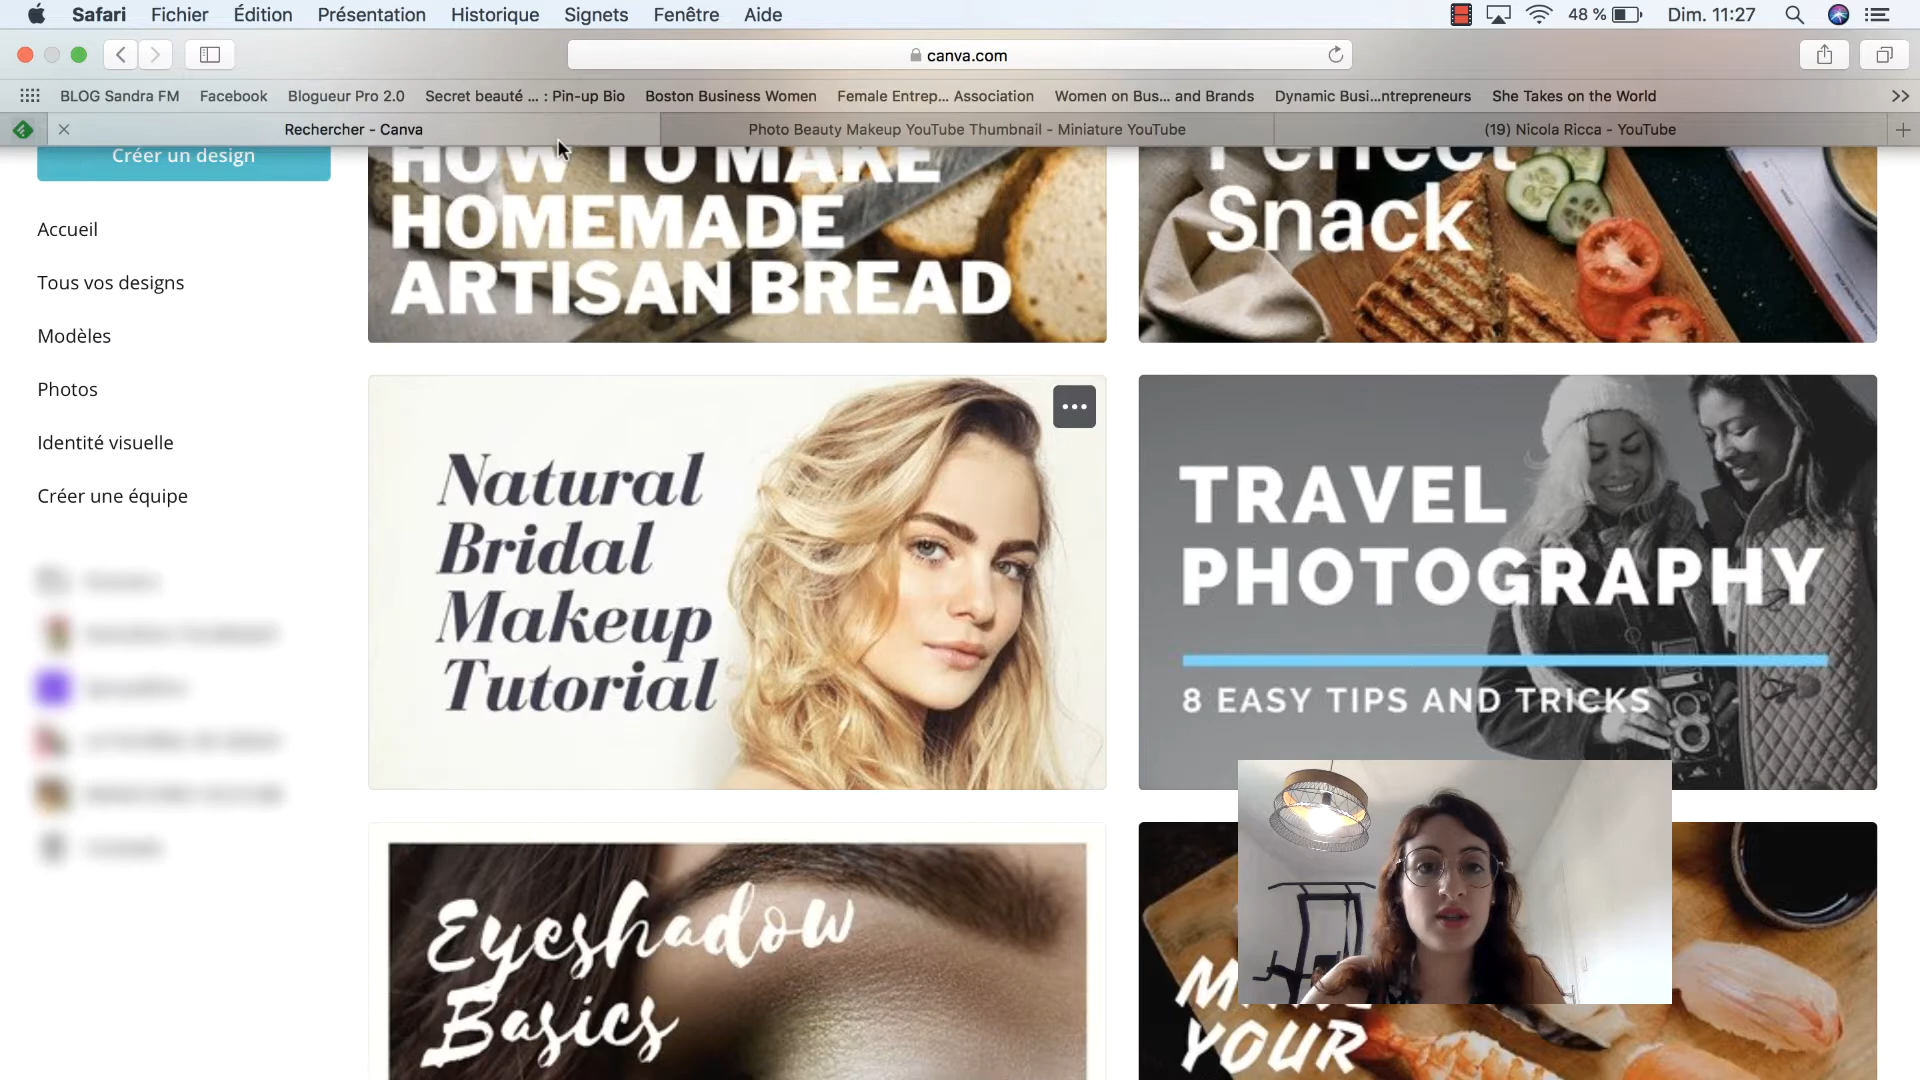 Safari Fichier Édition Présentation Historique Signets Fenêtre Aide 48 % Dim. 11:27
canva.com
BLOG Sandra FM Facebook Blogueur Pro 2.0 Secret beauté ... : Pin-up Bio Boston Business Women Female Entrep... Association Women on Bus... and Brands Dynamic Busi...ntrepreneurs She Takes on the World
Rechercher - Canva Photo Beauty Makeup YouTube Thumbnail - Miniature YouTube (19) Nicola Ricca - YouTube
Créer un design
Accueil
Tous vos designs
Modèles
Photos
Identité visuelle
Créer une équipe
HOW TO MAKE
HOMEMADE
ARTISAN BREAD
Perfect
Snack
Natural
Bridal
Makeup
Tutorial
TRAVEL
PHOTOGRAPHY
8 EASY TIPS AND TRICKS
Eyeshadow
Basics
YOUR